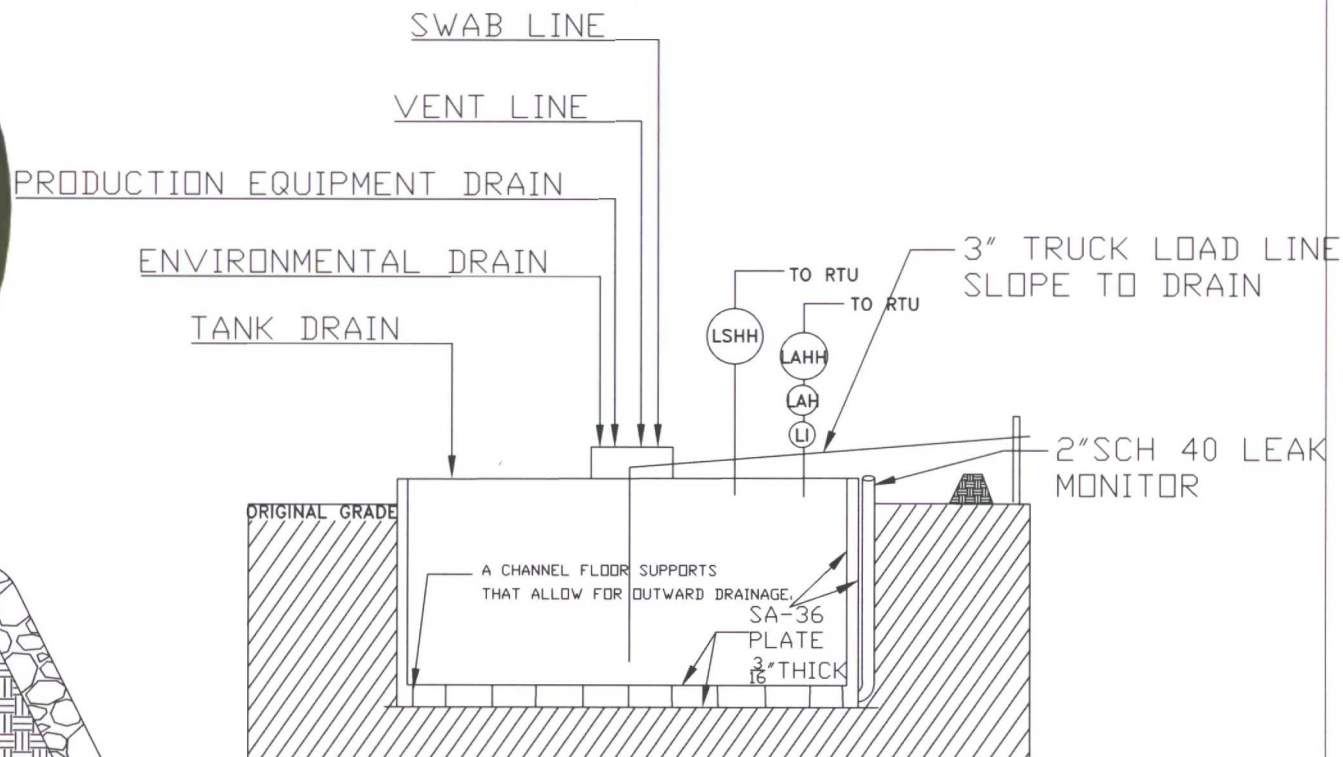 SWAB LINE
VENT LINE
PRODUCTION EQUIPMENT DRAIN
ENVIRONMENTAL DRAIN
TANK DRAIN
TO RTU
TO RTU
3" TRUCK LOAD LINE
SLOPE TO DRAIN
LSHH
LAHH
LAH
LI
2"SCH 40 LEAK
MONITOR
ORIGINAL GRADE
A CHANNEL FLOOR SUPPORTS
THAT ALLOW FOR OUTWARD DRAINAGE.
SA-36
PLATE
3/16"THICK